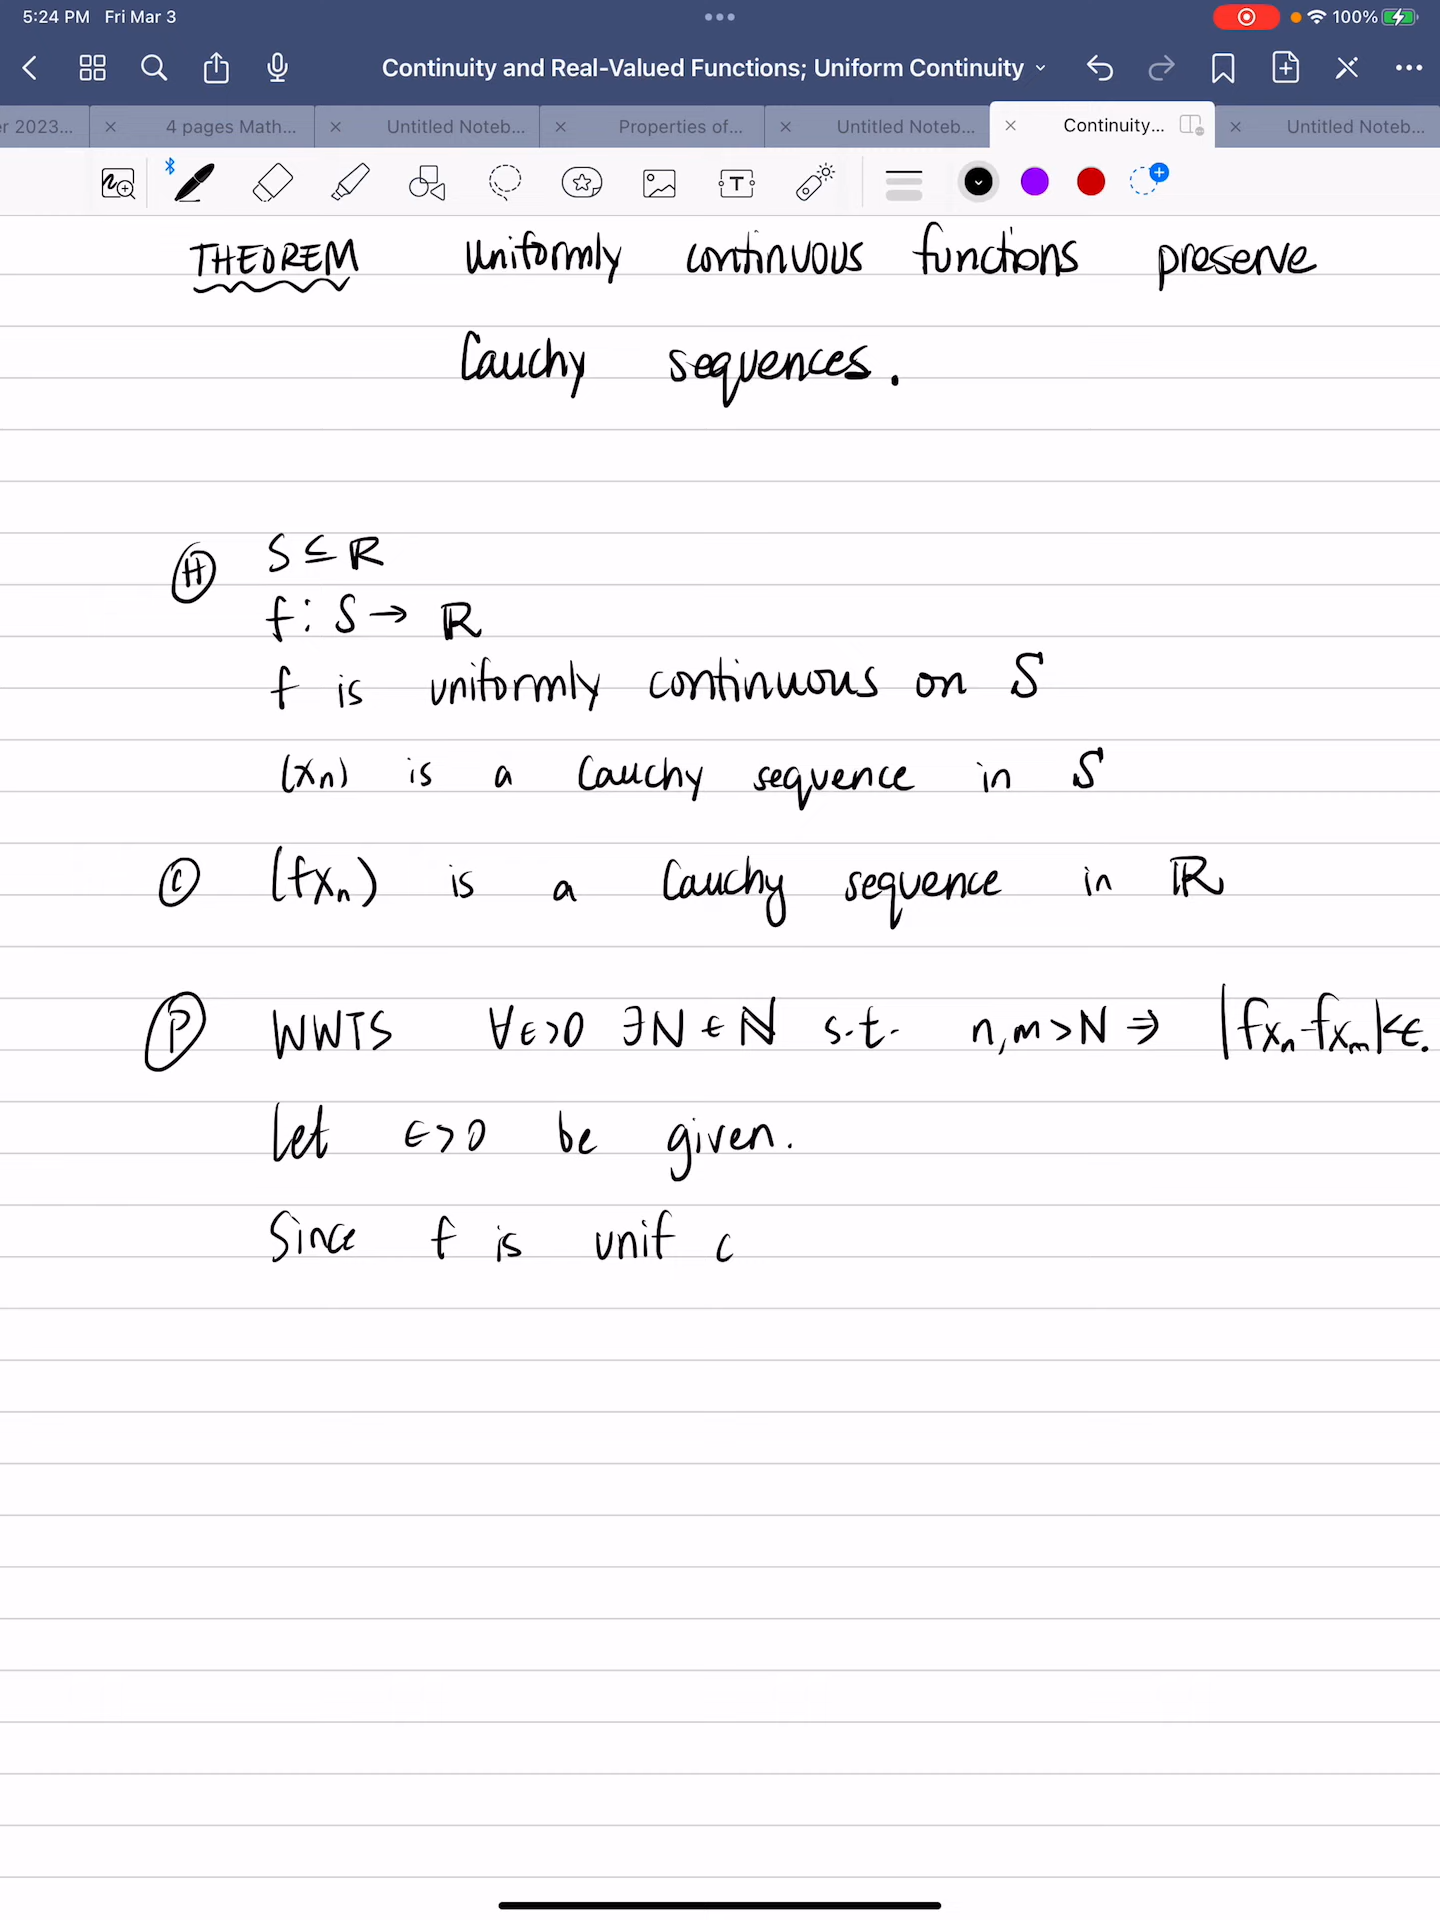 5:24 PM Fri Mar 3
100%
Continuity and Real-Valued Functions; Uniform Continuity
r 2023...
4 pages Math...
Untitled Noteb...
Properties of...
Untitled Noteb...
Continuity...
Untitled Noteb...
T
THEOREM Uniformly continuous functions preserve
Cauchy sequences.
H S ⊆ ℝ
f: S → ℝ
f is uniformly continuous on S
(xn) is a Cauchy sequence in S
C (fxn) is a Cauchy sequence in ℝ
P WWTS ∀ϵ>0 ∃N ∈ ℕ s.t. n,m>N ⇒ |fxn-fxm|<ϵ.
Let ϵ>0 be given.
Since f is unif c